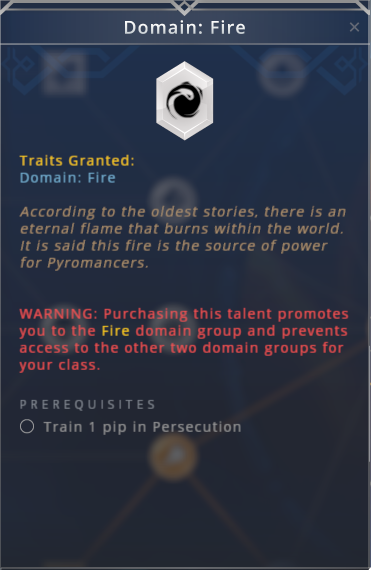 Domain: Fire
Traits Granted:
Domain: Fire
According to the oldest stories, there is an
eternal flame that burns within the world.
It is said this fire is the source of power
for Pyromancers.
WARNING: Purchasing this talent promotes
you to the Fire domain group and prevents
access to the other two domain groups for
your class.
PREREQUISITES
Train 1 pip in Persecution